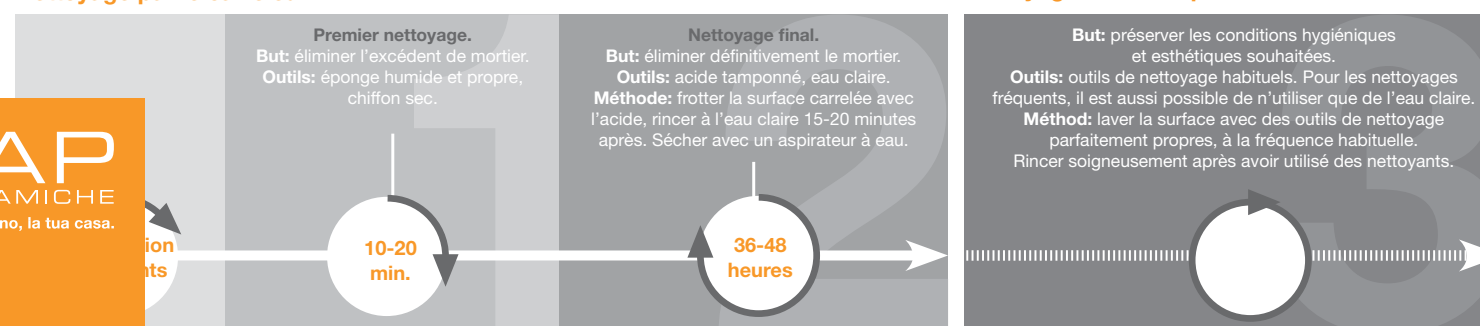 Premier nettoyage.
But: éliminer l'excédent de mortier.
Outils: éponge humide et propre,
chiffon sec.
Nettoyage final.
But: éliminer définitivement le mortier.
Outils: acide tamponné, eau claire.
Méthode: frotter la surface carrelée avec
l'acide, rincer à l'eau claire 15-20 minutes
après. Sécher avec un aspirateur à eau.
But: préserver les conditions hygiéniques
et esthétiques souhaitées.
Outils: outils de nettoyage habituels. Pour les nettoyages
fréquents, il est aussi possible de n'utiliser que de l'eau claire.
Méthod: laver la surface avec des outils de nettoyage
parfaitement propres, à la fréquence habituelle.
Rincer soigneusement après avoir utilisé des nettoyants.
1
2
3
AP
AMICHE
no, la tua casa.
ion
nts
10-20
min.
36-48
heures